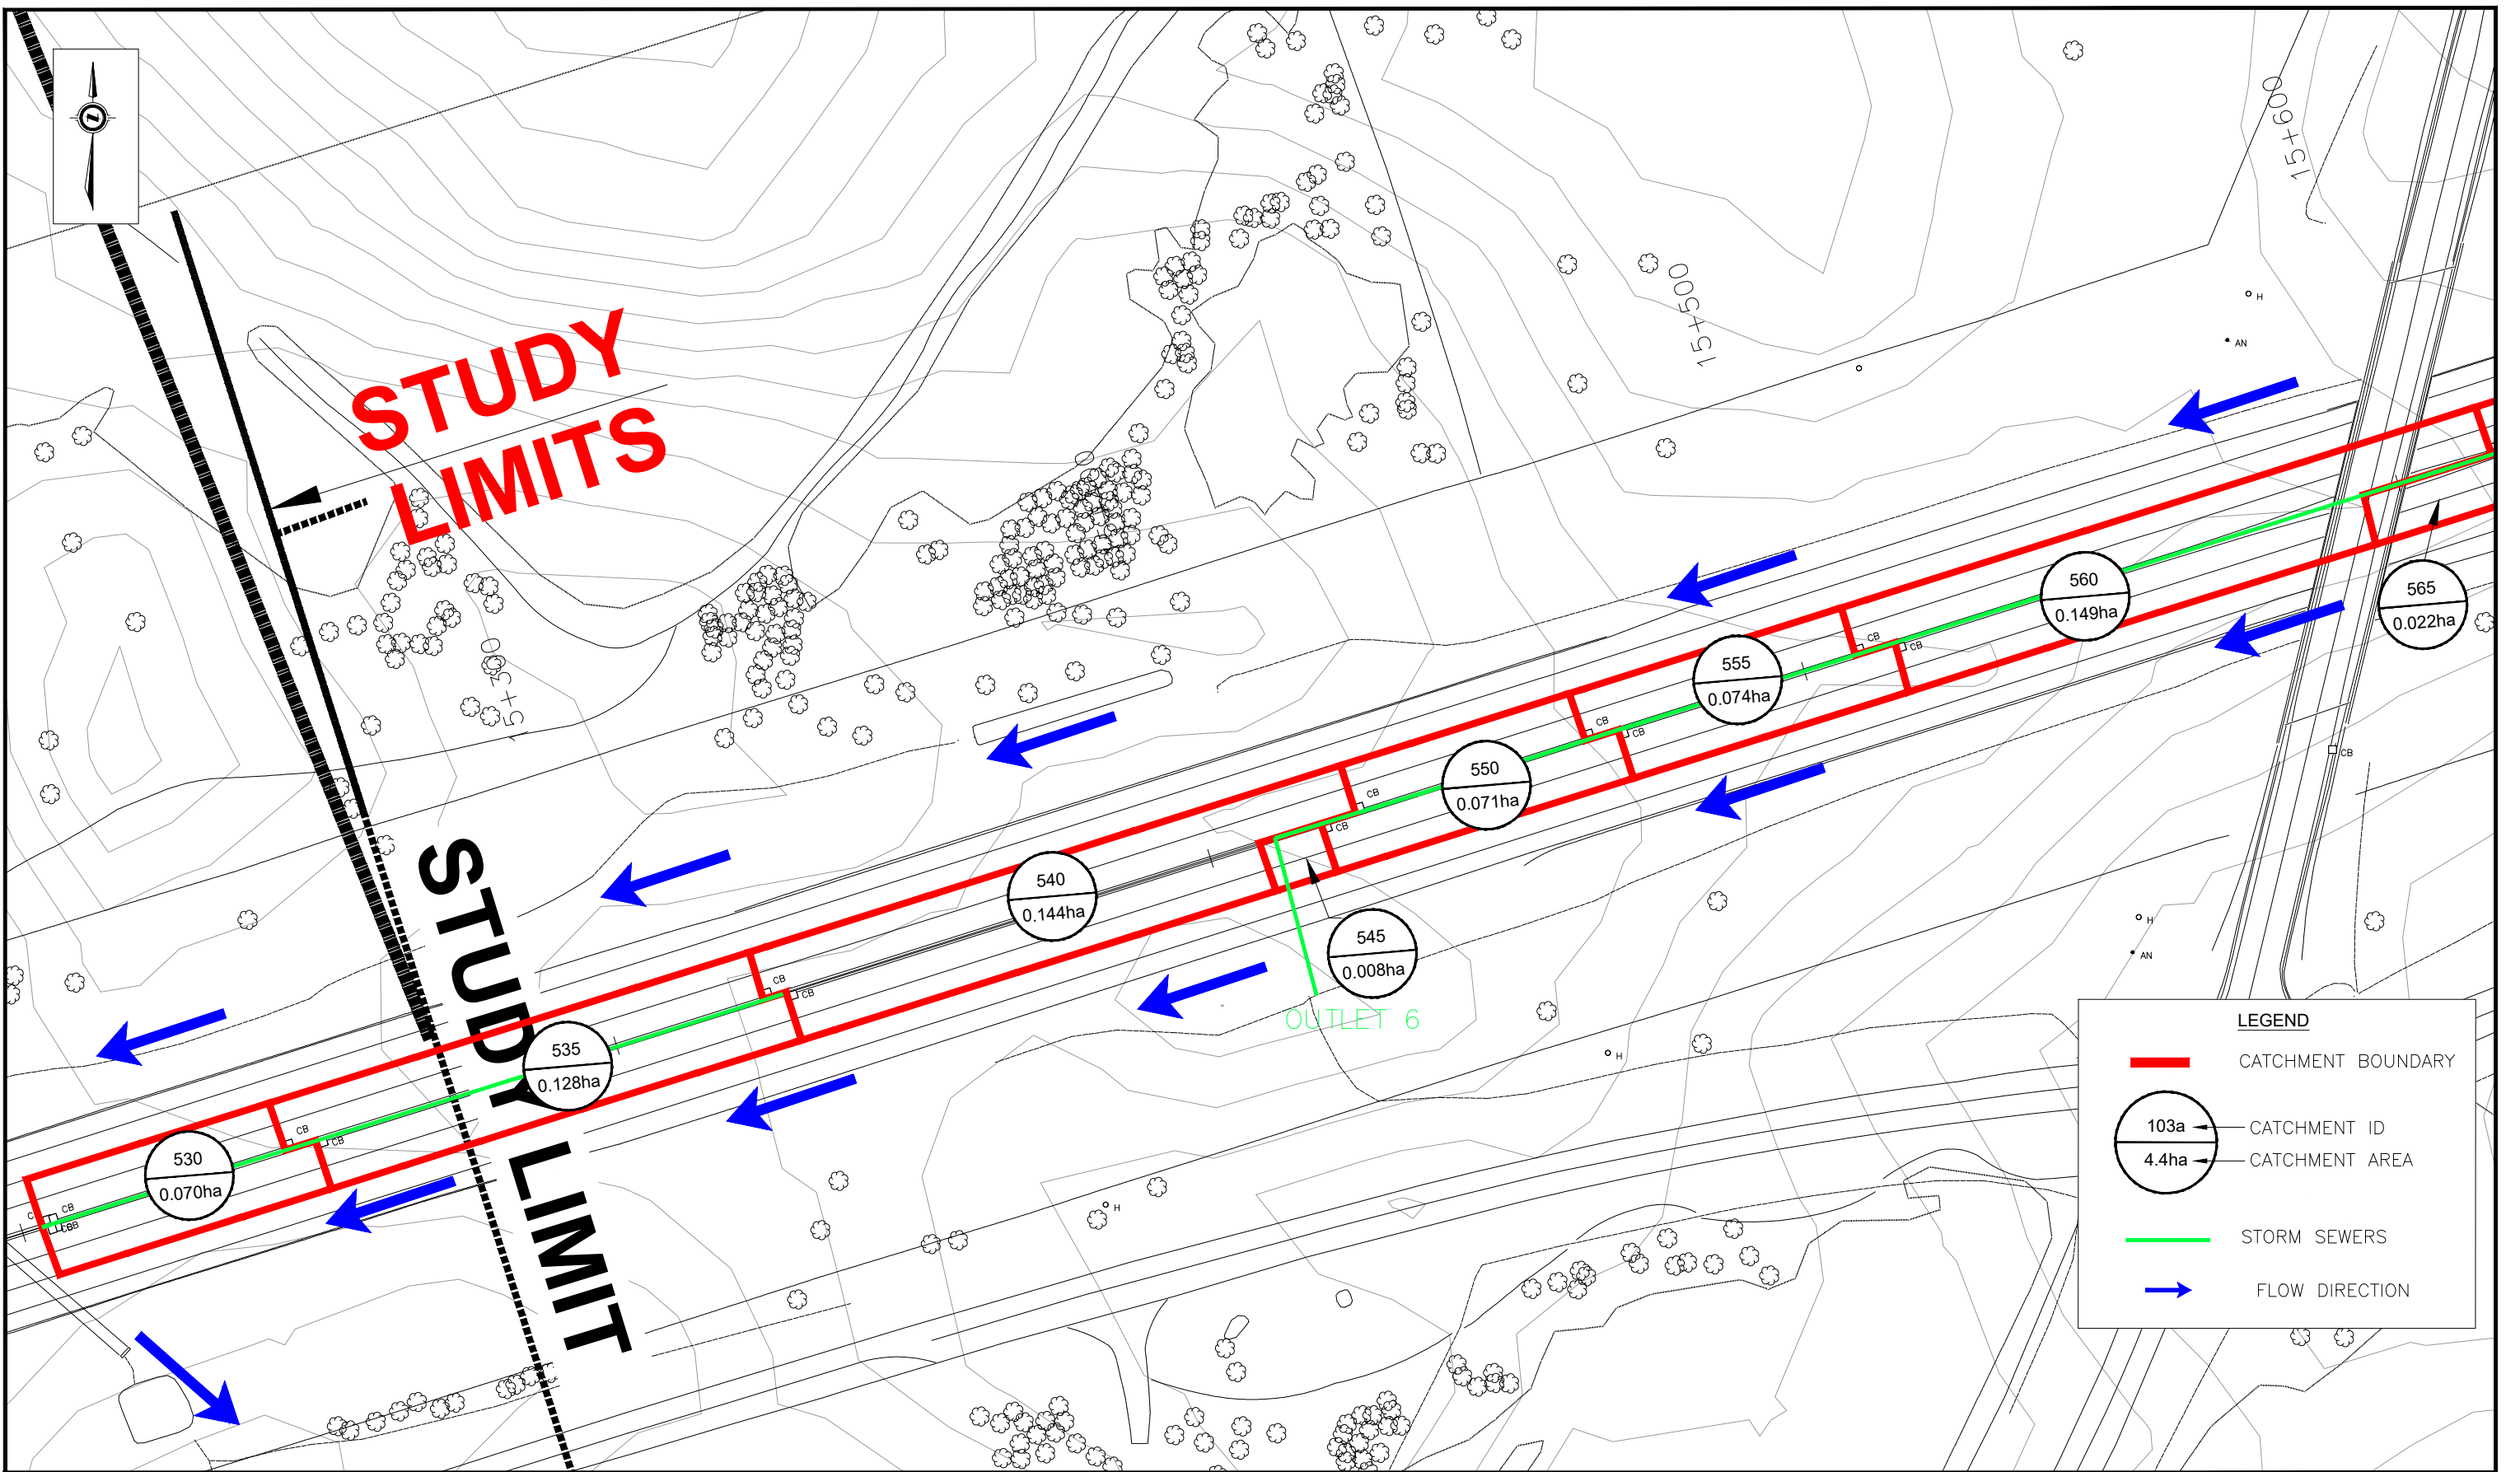 STUDY
LIMITS
15+600
15+500
15+300
H
AN
565
0.022ha
560
0.149ha
CB
CB
555
0.074ha
CB
CB
CB
550
0.071ha
CB
CB
545
0.008ha
540
0.144ha
OUTLET 6
CB
CB
535
0.128ha
CB
CB
530
0.070ha
CB
STUDY LIMIT
H
AN
H
H
LEGEND
CATCHMENT BOUNDARY
103a
CATCHMENT ID
4.4ha
CATCHMENT AREA
STORM SEWERS
FLOW DIRECTION